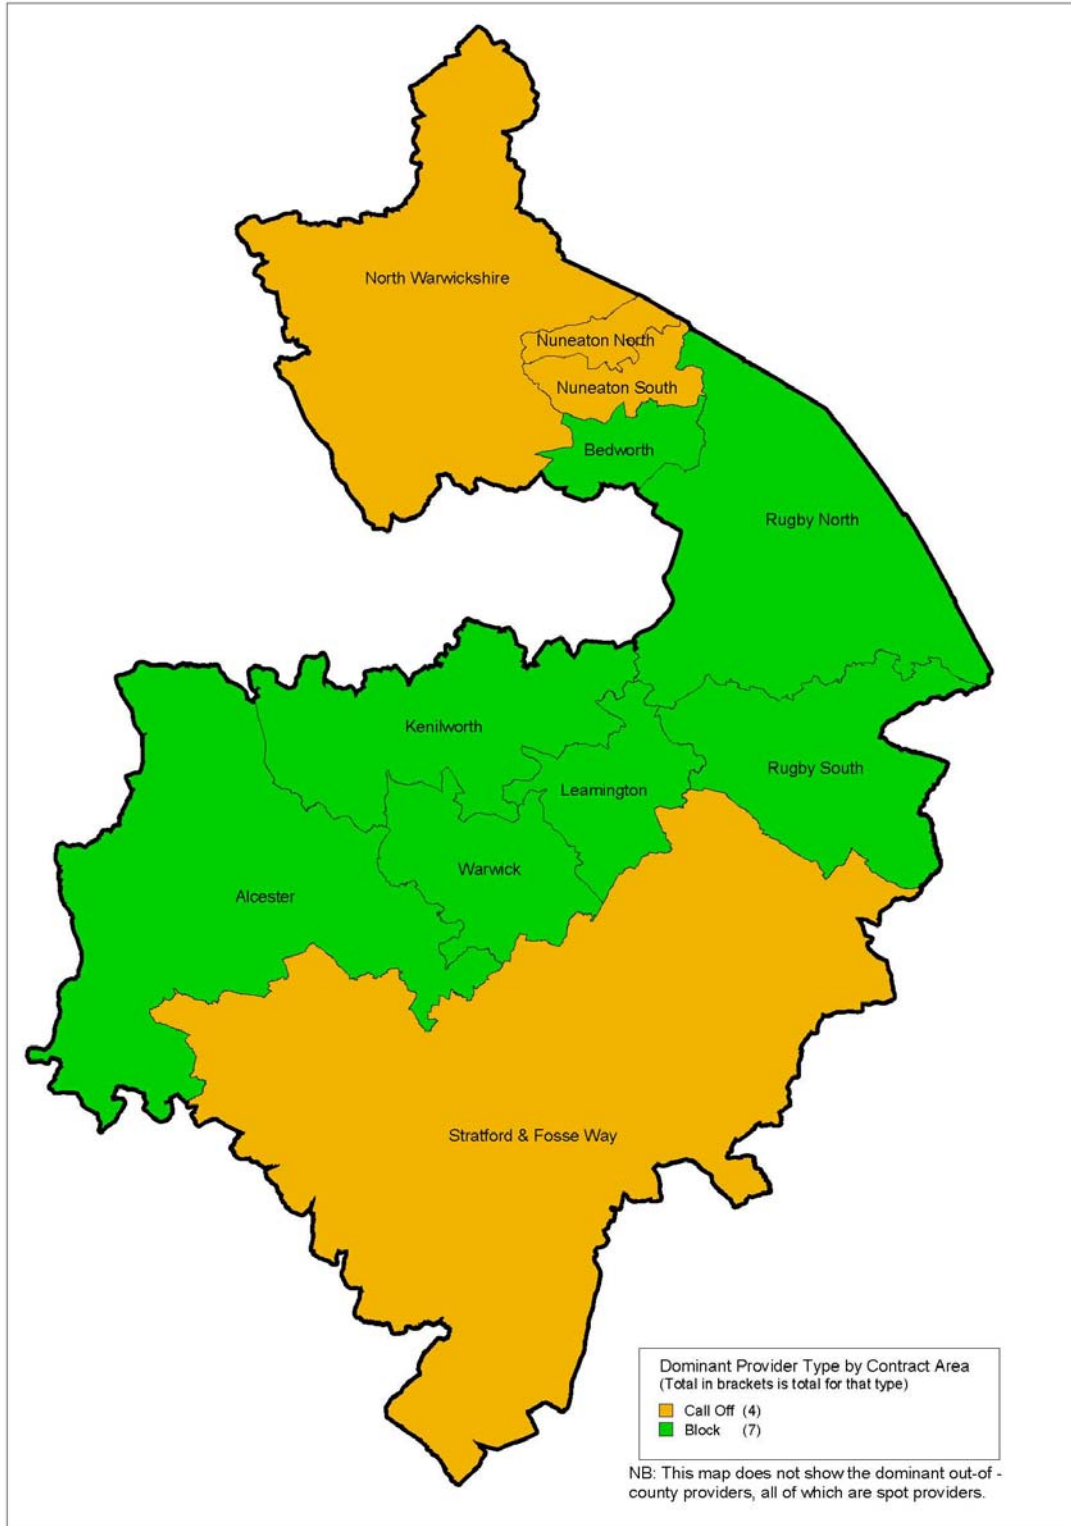 North Warwickshire
Nuneaton North
Nuneaton South
Bedworth
Rugby North
Kenilworth
Rugby South
Leamington
Warwick
Alcester
Stratford & Fosse Way
Dominant Provider Type by Contract Area
(Total in brackets is total for that type)
Call Off (4)
Block (7)
NB: This map does not show the dominant out-of -
county providers, all of which are spot providers.